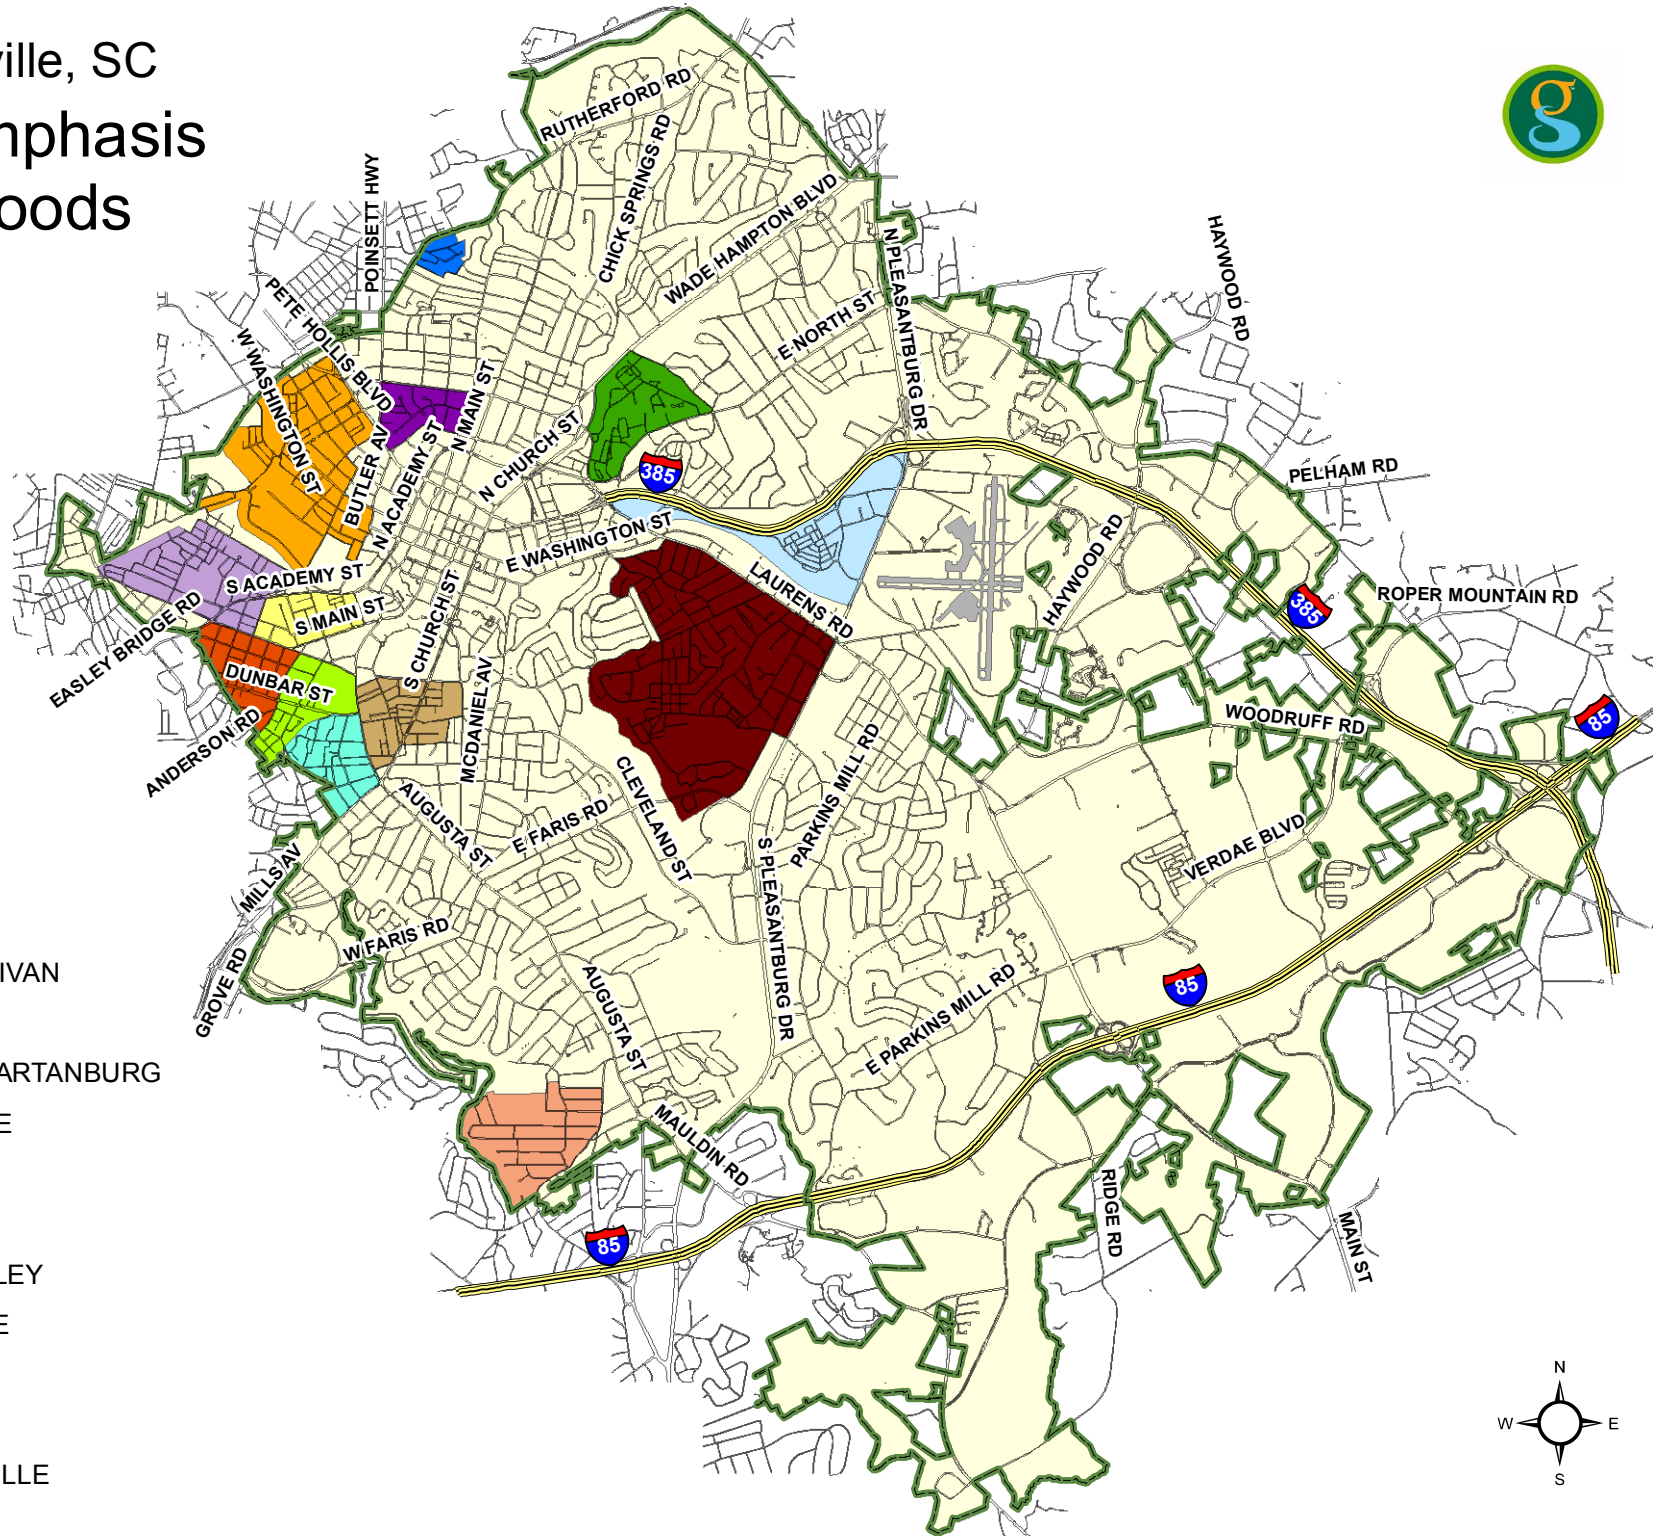 ville, SC
mphasis
oods
RUTHERFORD RD
CHICK SPRINGS RD
POINSETT HWY
WADE HAMPTON BLVD
N PLEASANTBURG DR
HAYWOOD RD
PETE HOLLIS BLVD
W WASHINGTON ST
E NORTH ST
N MAIN ST
BUTLER AV
N ACADEMY ST
N CHURCH ST
385
PELHAM RD
E WASHINGTON ST
HAYWOOD RD
LAURENS RD
S ACADEMY ST
385
ROPER MOUNTAIN RD
S MAIN ST
S CHURCH ST
EASLEY BRIDGE RD
DUNBAR ST
MCDANIEL AV
ANDERSON RD
WOODRUFF RD
85
PARKINS MILL RD
CLEVELAND ST
AUGUSTA ST
E FARIS RD
VERDAE BLVD
S PLEASANTBURG DR
MILLS AV
W FARIS RD
IVAN
GROVE RD
AUGUSTA ST
E PARKINS MILL RD
85
ARTANBURG
E
MAULDIN RD
RIDGE RD
MAIN ST
85
LEY
E
LLE
N
W E
S
g